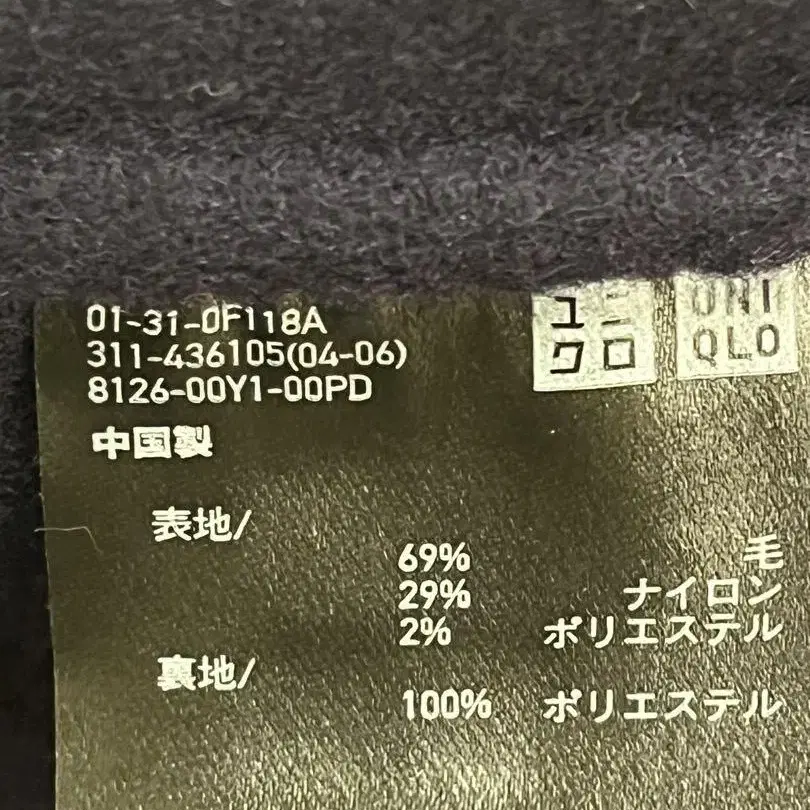 01-31-0F118A
311-436105(04-06)
8126-00Y1-00PD
中国製
ユニ
クロ
UNI
QLO
表地/
69% 毛
29% ナイロン
2% ポリエステル
裏地/
100% ポリエステル